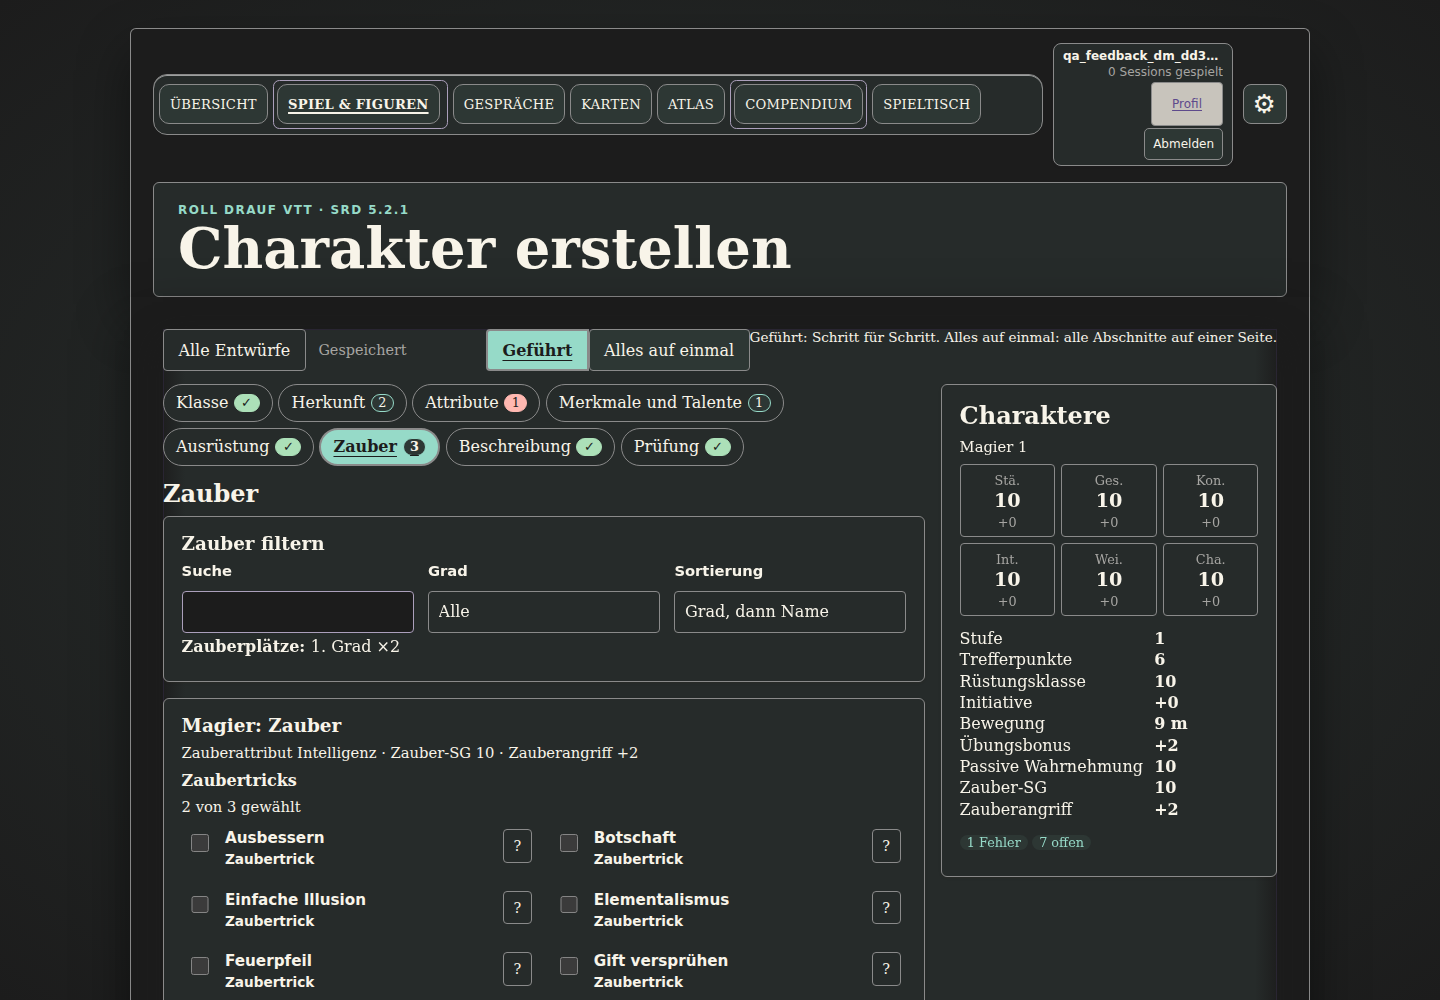 qa_feedback_dm_dd3…
0 Sessions gespielt
ÜBERSICHT SPIEL & FIGUREN GESPRÄCHE KARTEN ATLAS COMPENDIUM SPIELTISCH
Profil
Abmelden
ROLL DRAUF VTT · SRD 5.2.1
Charakter erstellen
Alle Entwürfe Gespeichert Geführt Alles auf einmal Geführt: Schritt für Schritt. Alles auf einmal: alle Abschnitte auf einer Seite.
Klasse ✓ Herkunft 2 Attribute 1 Merkmale und Talente 1
Ausrüstung ✓ Zauber 3 Beschreibung ✓ Prüfung ✓
Zauber
Zauber filtern
Suche Grad Sortierung
Alle Grad, dann Name
Zauberplätze: 1. Grad ×2
Magier: Zauber
Zauberattribut Intelligenz · Zauber-SG 10 · Zauberangriff +2
Zaubertricks
2 von 3 gewählt
Ausbessern ? Botschaft ?
Zaubertrick Zaubertrick
Einfache Illusion ? Elementalismus ?
Zaubertrick Zaubertrick
Feuerpfeil ? Gift versprühen ?
Zaubertrick Zaubertrick
Charaktere
Magier 1
Stä. Ges. Kon.
10 10 10
+0 +0 +0
Int. Wei. Cha.
10 10 10
+0 +0 +0
Stufe 1
Trefferpunkte 6
Rüstungsklasse 10
Initiative +0
Bewegung 9 m
Übungsbonus +2
Passive Wahrnehmung 10
Zauber-SG 10
Zauberangriff +2
1 Fehler 7 offen